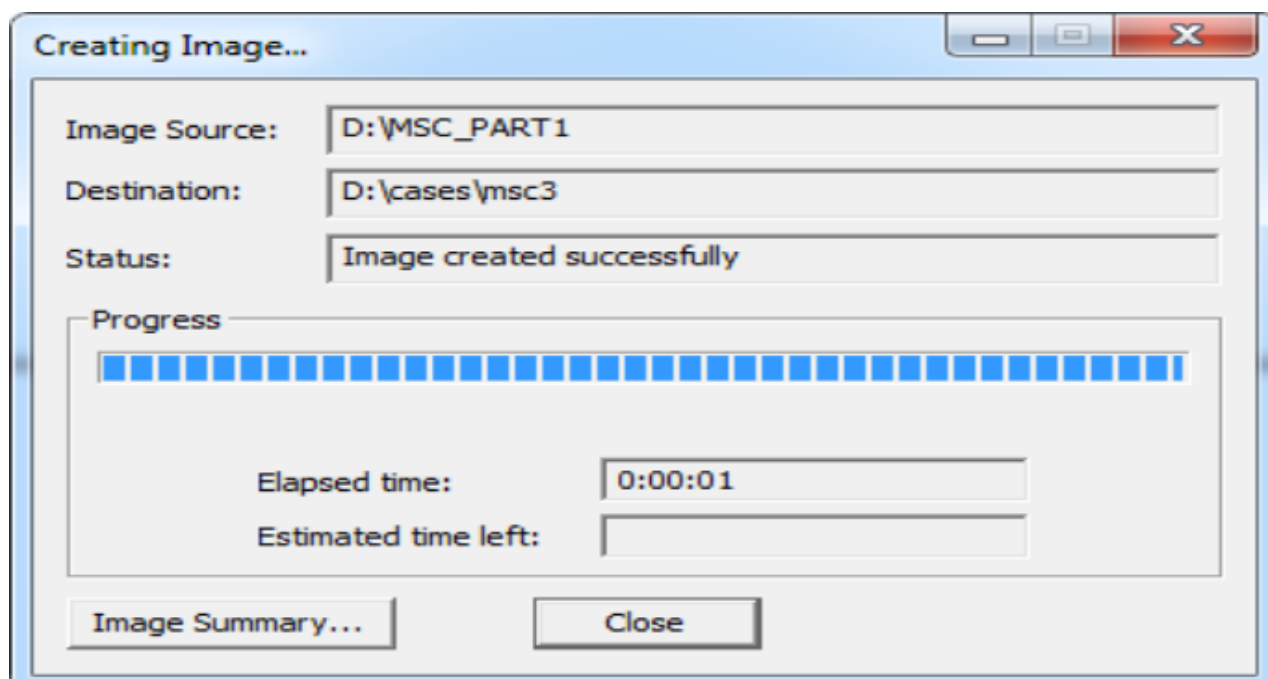 Creating Image...
Image Source: D:\MSC_PART1
Destination: D:\cases\msc3
Status: Image created successfully
Progress
Elapsed time: 0:00:01
Estimated time left:
Image Summary... Close